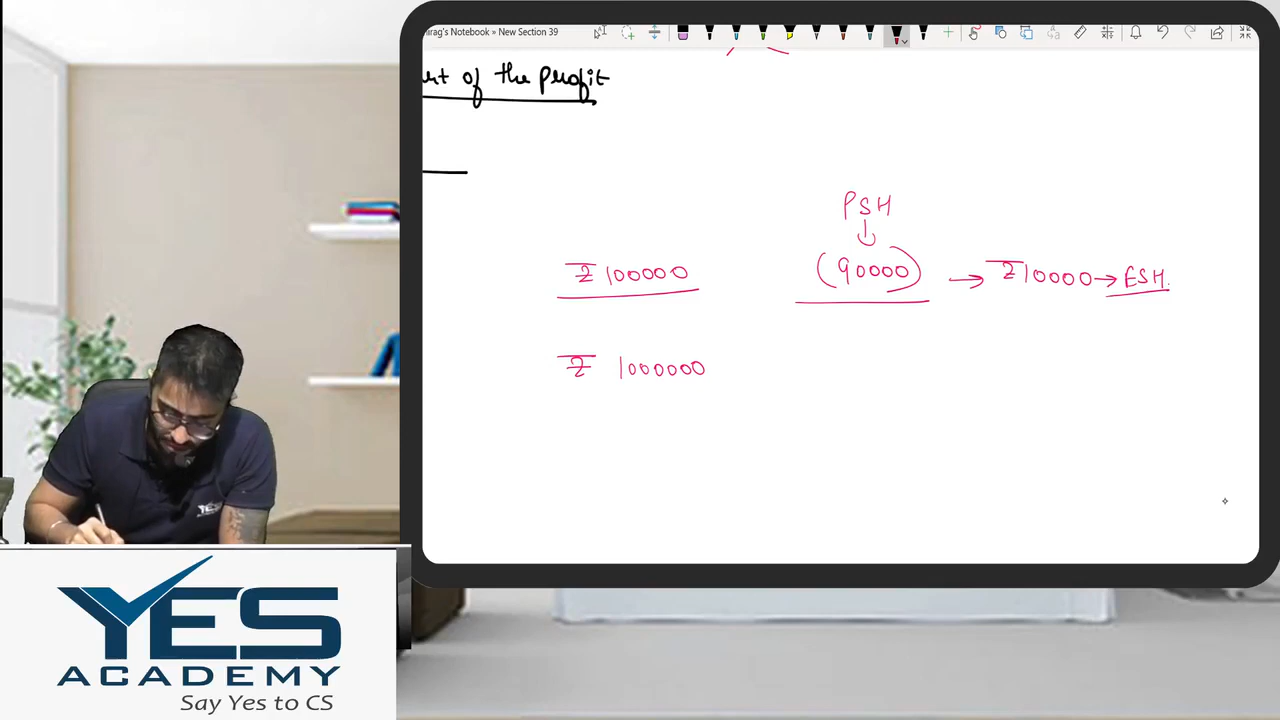 irag's Notebook » New Section 39
of the profit
PSH
↓
₹ 100000 (90000) → ₹ 10000 → ESH.
₹ 1000000
YES
YES
ACADEMY
Say Yes to CS